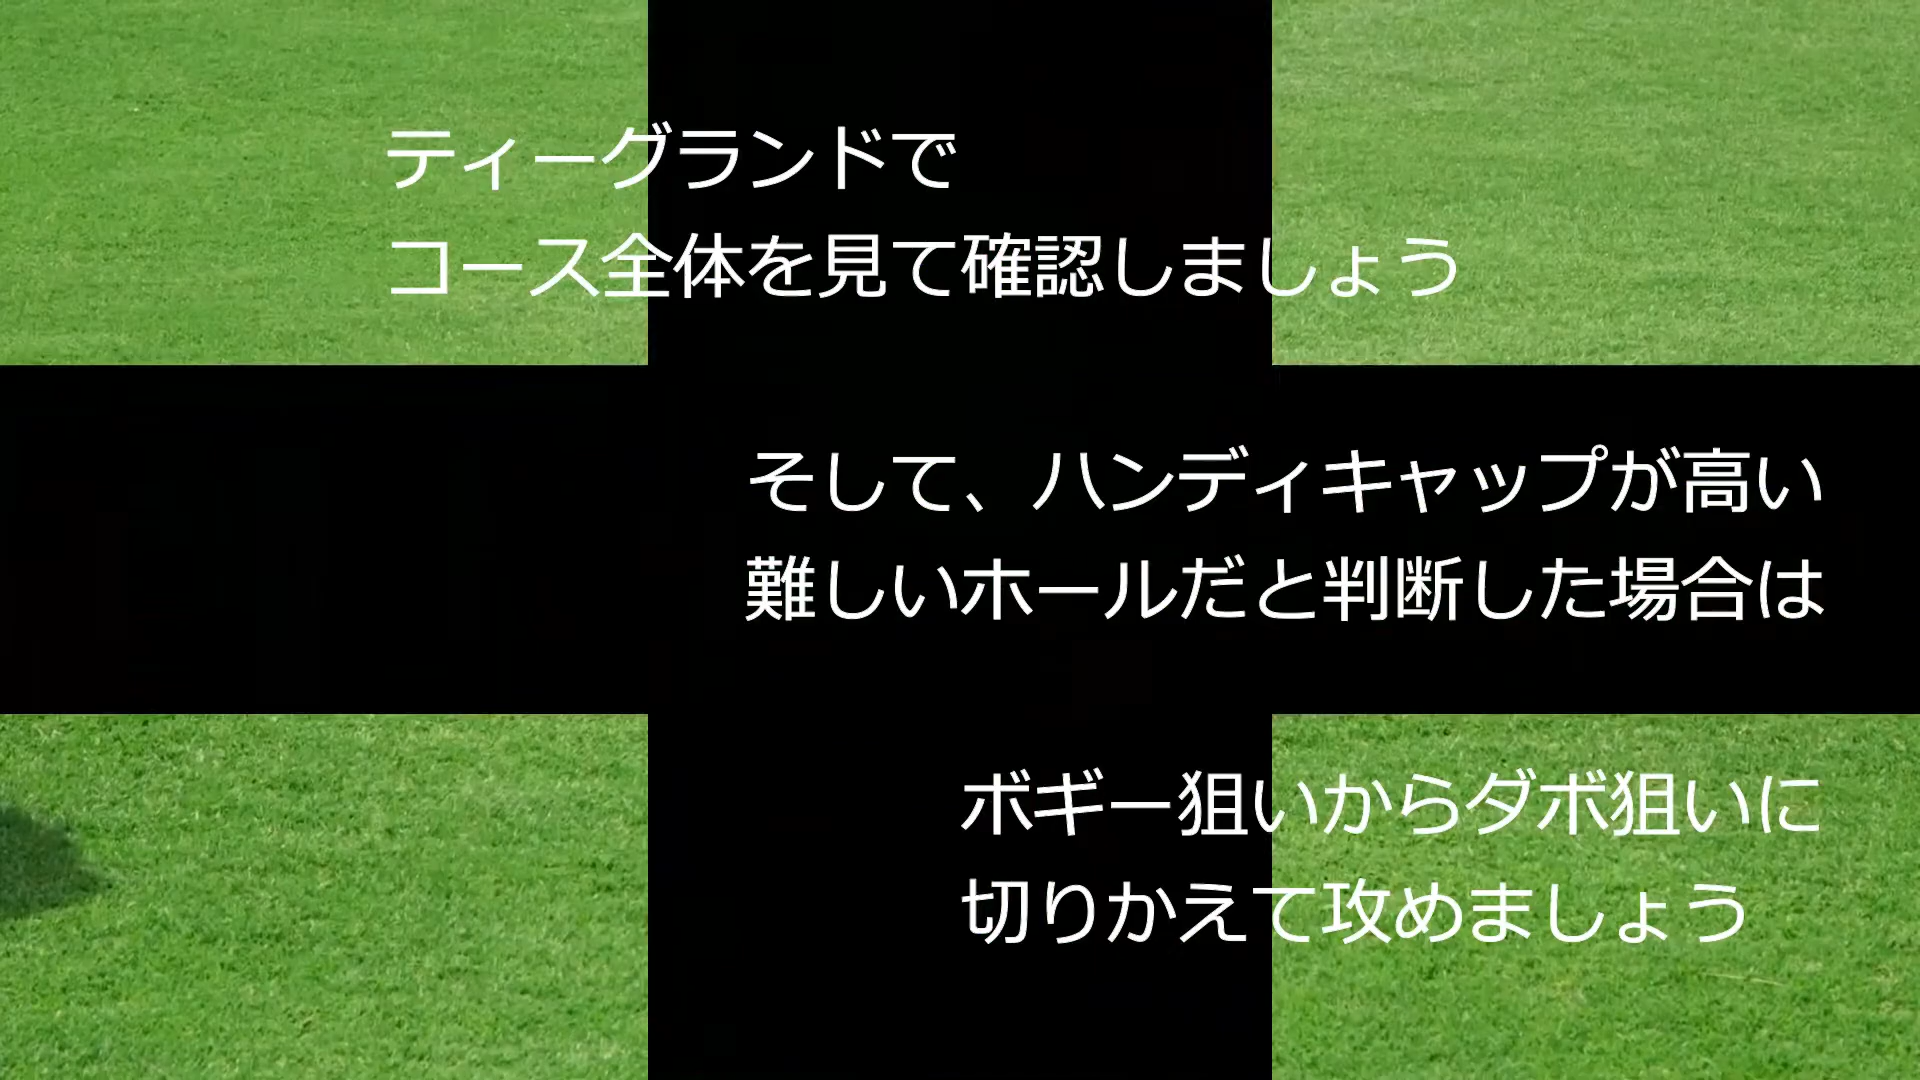 ティーグランドで
コース全体を見て確認しましょう
そして、ハンディキャップが高い
難しいホールだと判断した場合は
ボギー狙いからダボ狙いに
切りかえて攻めましょう